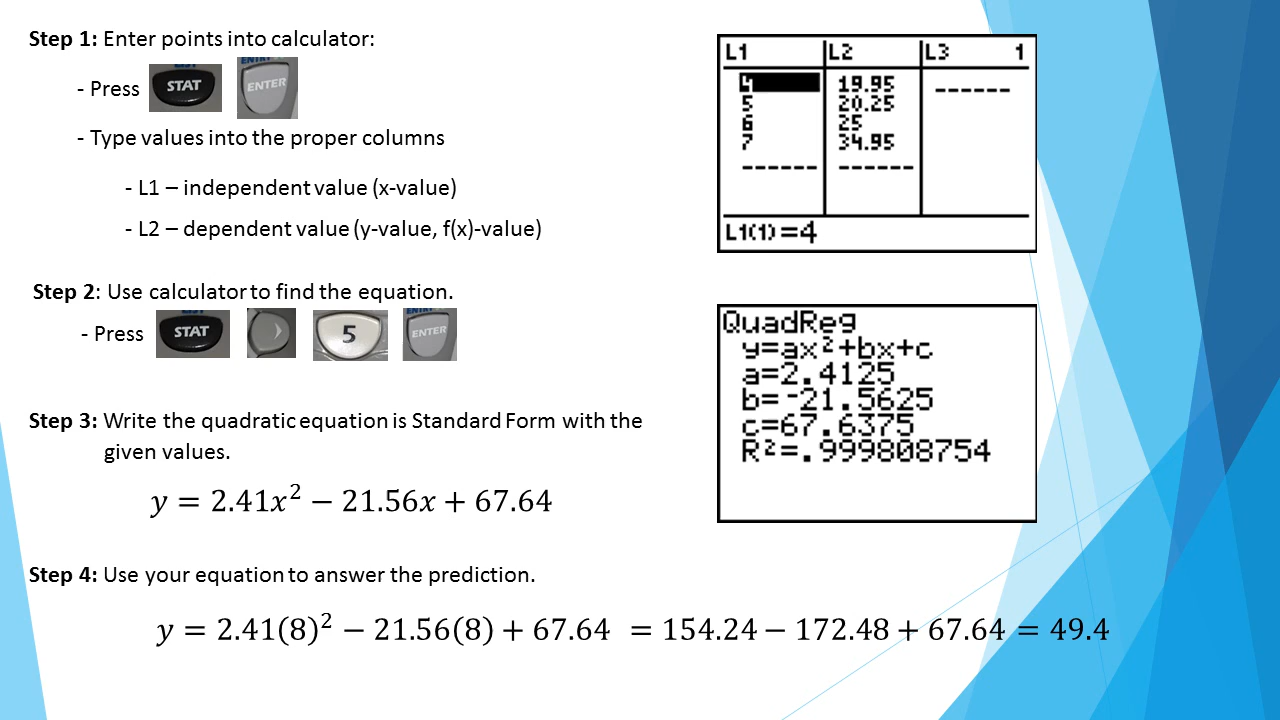 Step 1: Enter points into calculator:
- Press STAT ENTER
- Type values into the proper columns
- L1 – independent value (x-value)
- L2 – dependent value (y-value, f(x)-value)
L1 L2 L3 1
4 19.95 ------
5 20.25
6 25
7 34.95
------ ------
L1(1)=4
Step 2: Use calculator to find the equation.
- Press STAT 5 ENTER
QuadReg
y=ax²+bx+c
a=2.4125
b=-21.5625
c=67.6375
R²=.999808754
Step 3: Write the quadratic equation is Standard Form with the
given values.
y = 2.41x² − 21.56x + 67.64
Step 4: Use your equation to answer the prediction.
y = 2.41(8)² − 21.56(8) + 67.64 = 154.24 − 172.48 + 67.64 = 49.4